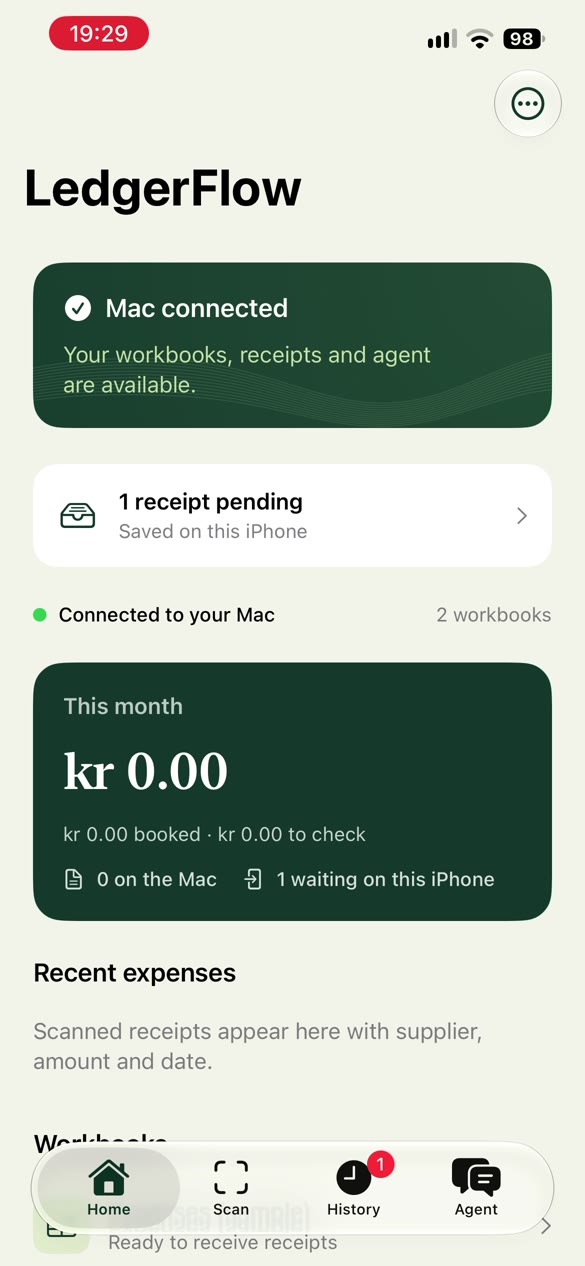 19:29
98
LedgerFlow
Mac connected
Your workbooks, receipts and agent
are available.
1 receipt pending
Saved on this iPhone
Connected to your Mac
2 workbooks
This month
kr 0.00
kr 0.00 booked · kr 0.00 to check
0 on the Mac
1 waiting on this iPhone
Recent expenses
Scanned receipts appear here with supplier,
amount and date.
Workbooks
1
Home
Scan
History
Agent
Ready to receive receipts